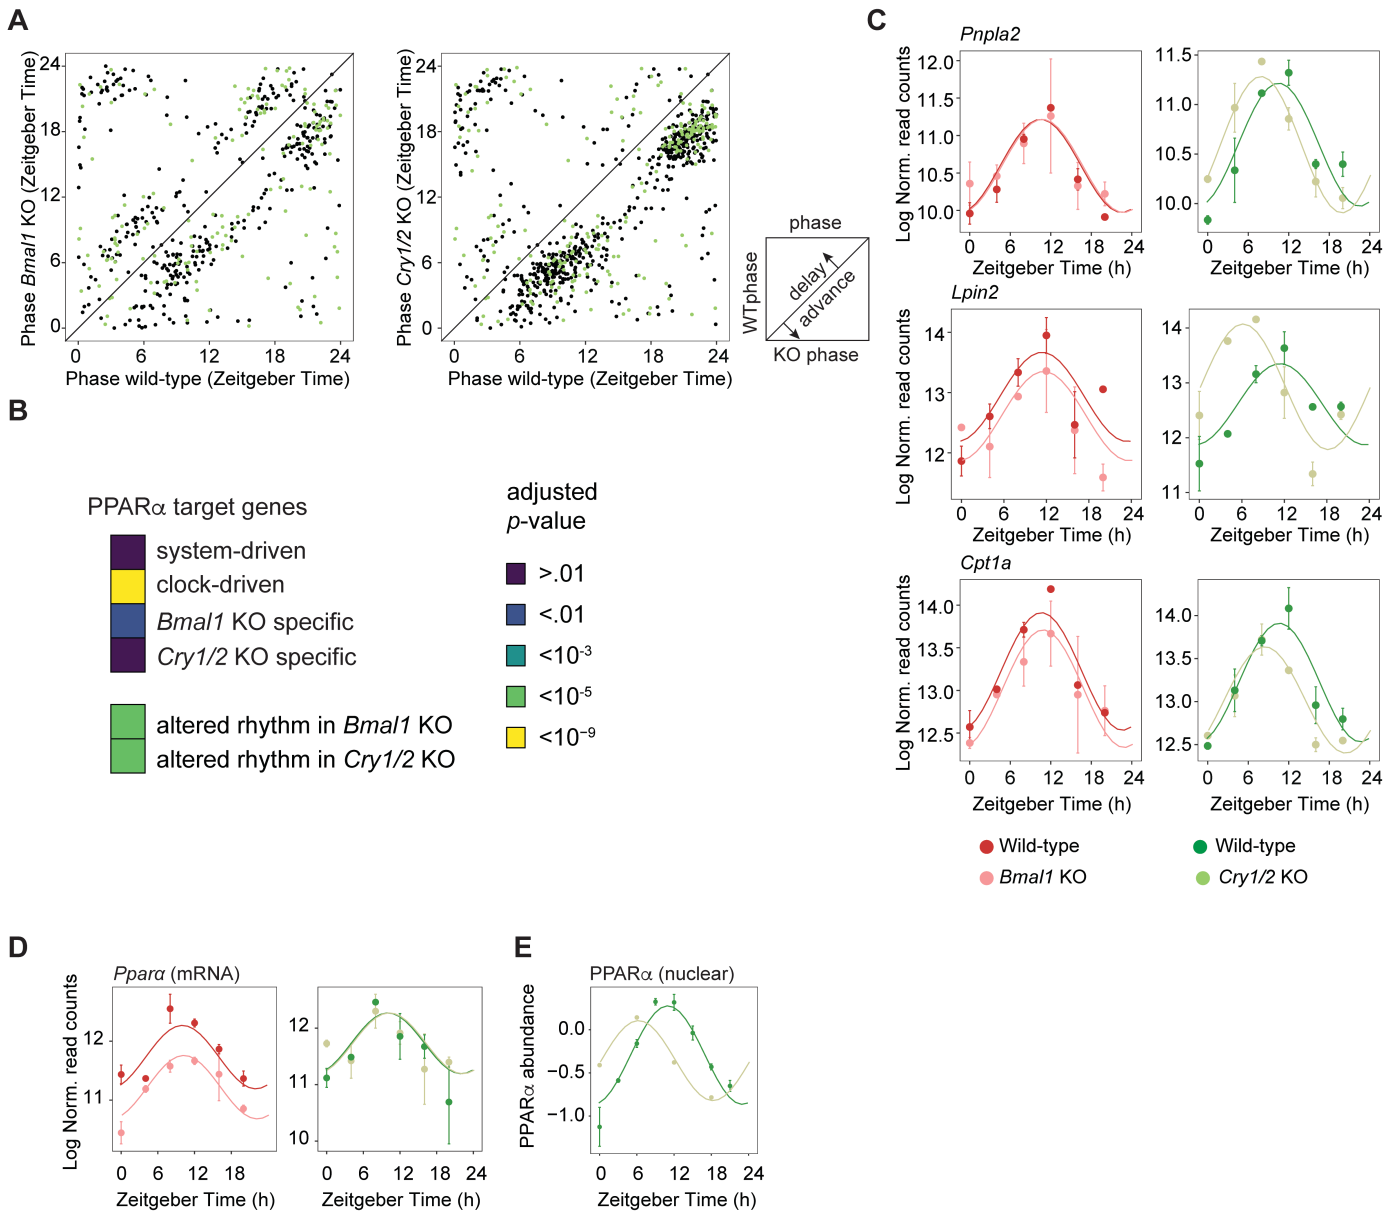 A
Phase Bmal1 KO (Zeitgeber Time)
24
18
12
6
0
0 6 12 18 24
Phase wild-type (Zeitgeber Time)
Phase Cry1/2 KO (Zeitgeber Time)
24
18
12
6
0
0 6 12 18 24
Phase wild-type (Zeitgeber Time)
phase
WTphase
delay
advance
KO phase
B
PPARα target genes
system-driven
clock-driven
Bmal1 KO specific
Cry1/2 KO specific
altered rhythm in Bmal1 KO
altered rhythm in Cry1/2 KO
adjusted
p-value
>.01
<.01
<10-3
<10-5
<10−9
C
Pnpla2
Log Norm. read counts
12.0
11.5
11.0
10.5
10.0
0 6 12 18 24
Zeitgeber Time (h)
11.5
11.0
10.5
10.0
0 6 12 18 24
Zeitgeber Time (h)
Lpin2
Log Norm. read counts
14
13
12
0 6 12 18 24
Zeitgeber Time (h)
14
13
12
11
0 6 12 18 24
Zeitgeber Time (h)
Cpt1a
Log Norm. read counts
14.0
13.5
13.0
12.5
0 6 12 18 24
Zeitgeber Time (h)
14.0
13.5
13.0
12.5
0 6 12 18 24
Zeitgeber Time (h)
Wild-type
Bmal1 KO
Wild-type
Cry1/2 KO
D
Pparα (mRNA)
Log Norm. read counts
12
11
0 6 12 18
Zeitgeber Time (h)
12
11
10
0 6 12 18 24
Zeitgeber Time (h)
E
PPARα (nuclear)
PPARα abundance
0.0
−0.5
−1.0
0 6 12 18 24
Zeitgeber Time (h)